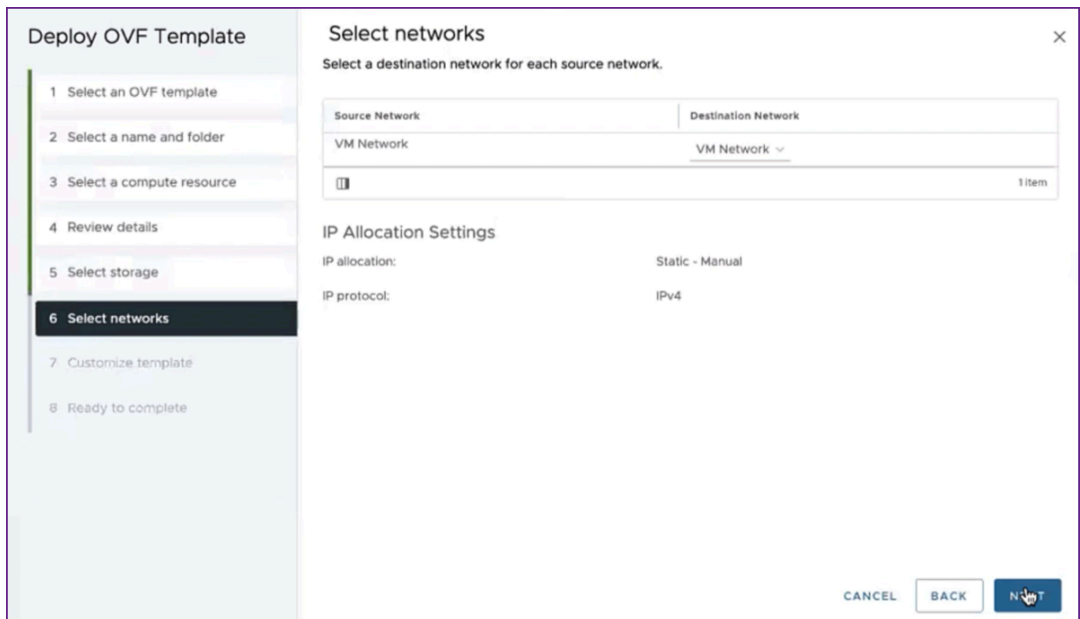 Deploy OVF Template
1 Select an OVF template
2 Select a name and folder
3 Select a compute resource
4 Review details
5 Select storage
6 Select networks
7 Customize template
8 Ready to complete
Select networks
Select a destination network for each source network.
Source Network Destination Network
VM Network VM Network
1 item
IP Allocation Settings
IP allocation: Static - Manual
IP protocol: IPv4
CANCEL BACK